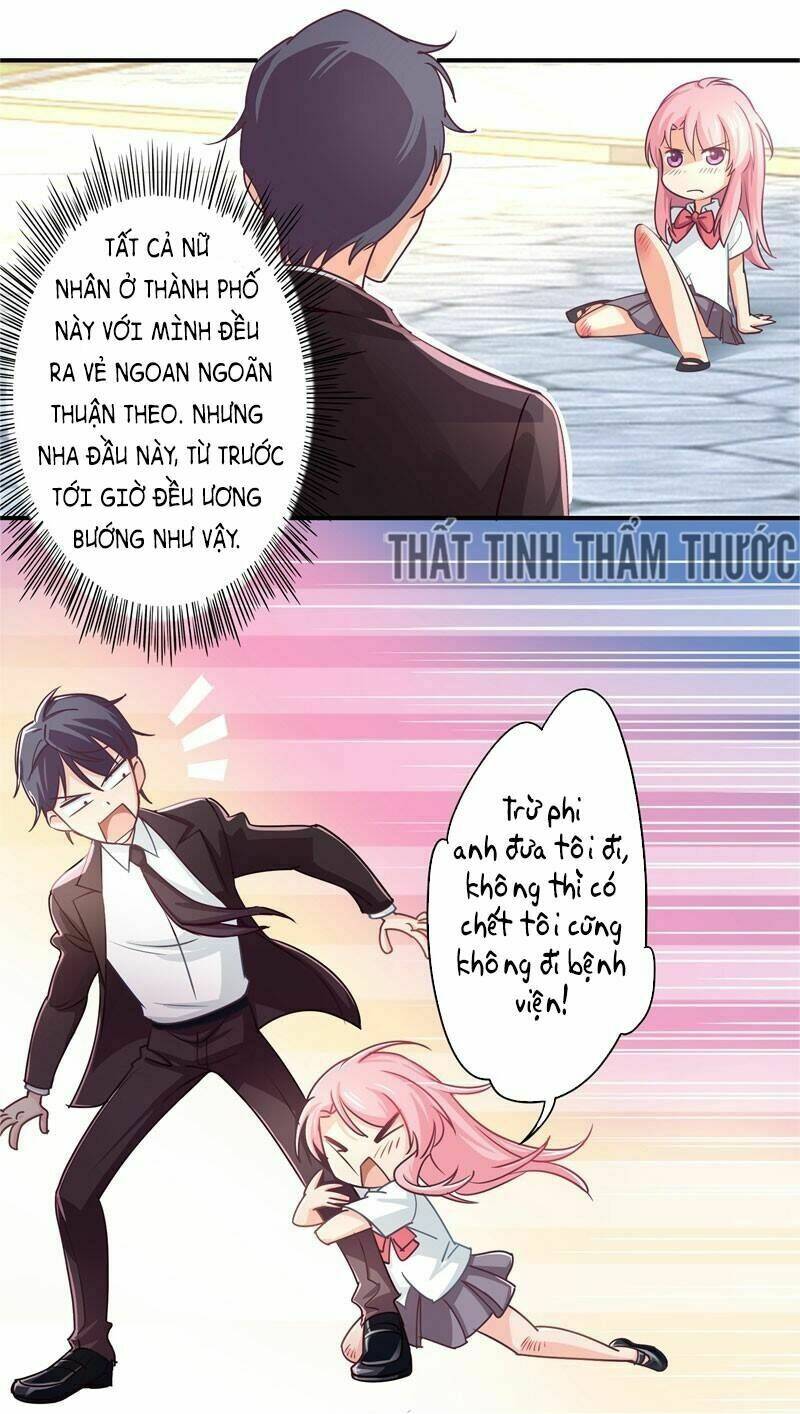 TẤT CẢ NỮ
NHÂN Ở THÀNH PHỐ
NÀY VỚI MÌNH ĐỀU
RA VẺ NGOAN NGOÃN
THUẬN THEO. NHƯNG
NHA ĐẦU NÀY, TỪ TRƯỚC
TỚI GIỜ ĐỀU ƯƠNG
BƯỚNG NHƯ VẬY.
THẤT TINH THẨM THƯỚC
Trừ phi
anh đưa tôi đi,
không thì có
chết tôi cũng
không đi bệnh
viện!